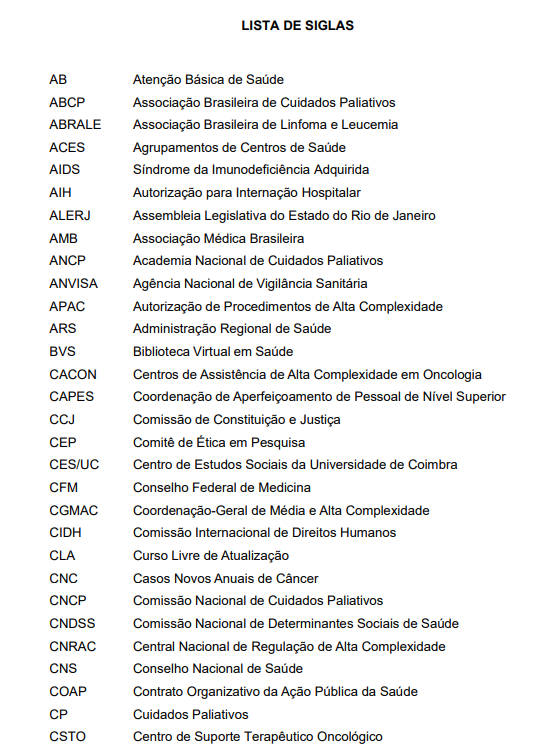 LISTA DE SIGLAS
AB Atenção Básica de Saúde
ABCP Associação Brasileira de Cuidados Paliativos
ABRALE Associação Brasileira de Linfoma e Leucemia
ACES Agrupamentos de Centros de Saúde
AIDS Síndrome da Imunodeficiência Adquirida
AIH Autorização para Internação Hospitalar
ALERJ Assembleia Legislativa do Estado do Rio de Janeiro
AMB Associação Médica Brasileira
ANCP Academia Nacional de Cuidados Paliativos
ANVISA Agência Nacional de Vigilância Sanitária
APAC Autorização de Procedimentos de Alta Complexidade
ARS Administração Regional de Saúde
BVS Biblioteca Virtual em Saúde
CACON Centros de Assistência de Alta Complexidade em Oncologia
CAPES Coordenação de Aperfeiçoamento de Pessoal de Nível Superior
CCJ Comissão de Constituição e Justiça
CEP Comitê de Ética em Pesquisa
CES/UC Centro de Estudos Sociais da Universidade de Coimbra
CFM Conselho Federal de Medicina
CGMAC Coordenação-Geral de Média e Alta Complexidade
CIDH Comissão Internacional de Direitos Humanos
CLA Curso Livre de Atualização
CNC Casos Novos Anuais de Câncer
CNCP Comissão Nacional de Cuidados Paliativos
CNDSS Comissão Nacional de Determinantes Sociais de Saúde
CNRAC Central Nacional de Regulação de Alta Complexidade
CNS Conselho Nacional de Saúde
COAP Contrato Organizativo da Ação Pública da Saúde
CP Cuidados Paliativos
CSTO Centro de Suporte Terapêutico Oncológico